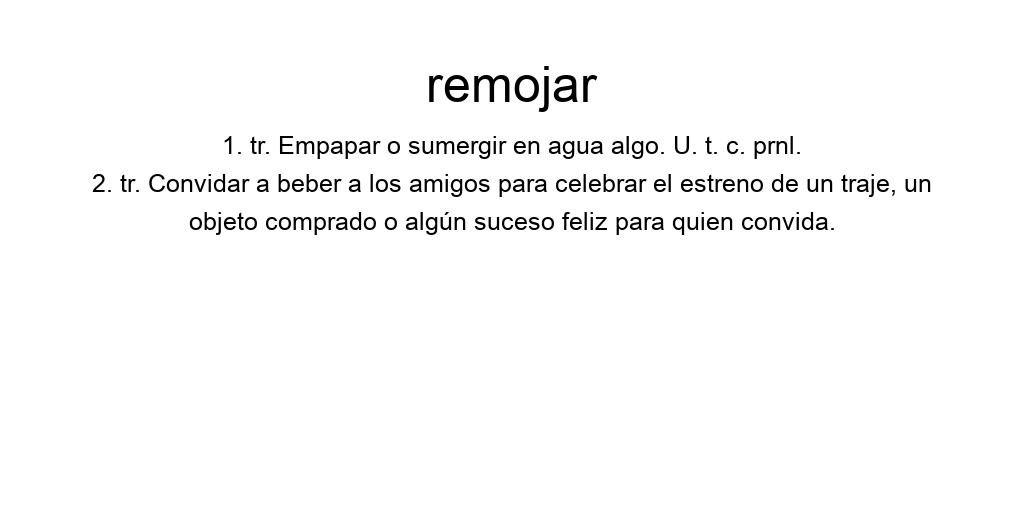 remojar
1. tr. Empapar o sumergir en agua algo. U. t. c. prnl.
2. tr. Convidar a beber a los amigos para celebrar el estreno de un traje, un
objeto comprado o algún suceso feliz para quien convida.